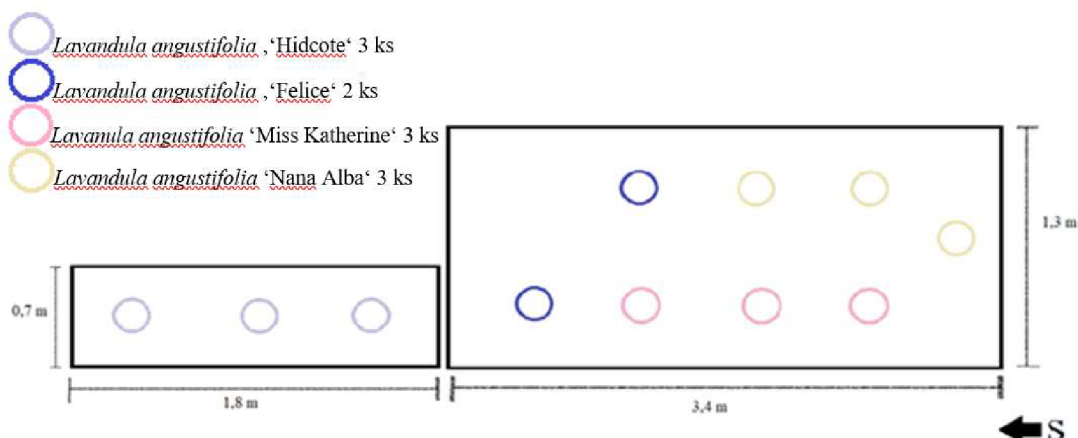 Lavandula angustifolia ,‘Hidcote‘ 3 ks
Lavandula angustifolia ,‘Felice‘ 2 ks
Lavanula angustifolia ‘Miss Katherine‘ 3 ks
Lavandula angustifolia ‘Nana Alba‘ 3 ks
1,3 m
0,7 m
1,8 m
3,4 m
S